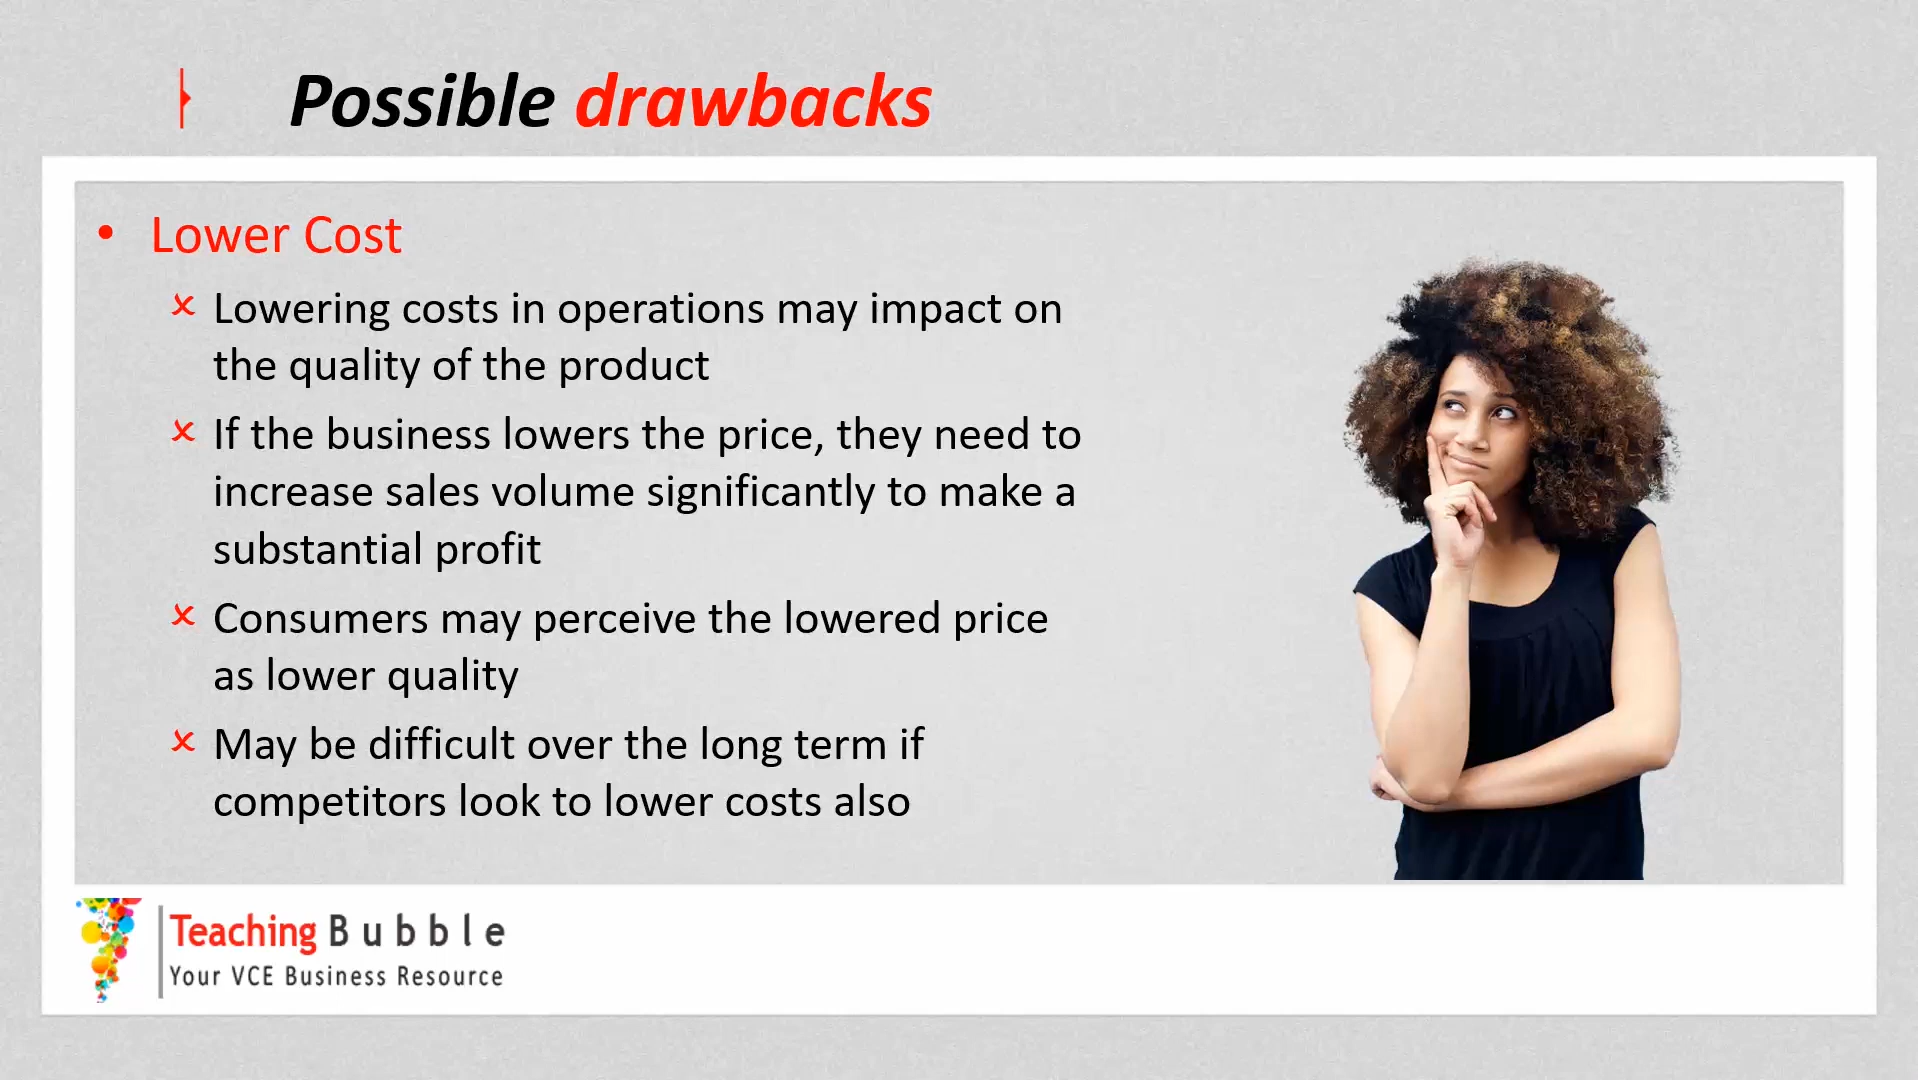 Possible drawbacks
• Lower Cost
× Lowering costs in operations may impact on
the quality of the product
× If the business lowers the price, they need to
increase sales volume significantly to make a
substantial profit
× Consumers may perceive the lowered price
as lower quality
× May be difficult over the long term if
competitors look to lower costs also
Teaching Bubble
Your VCE Business Resource